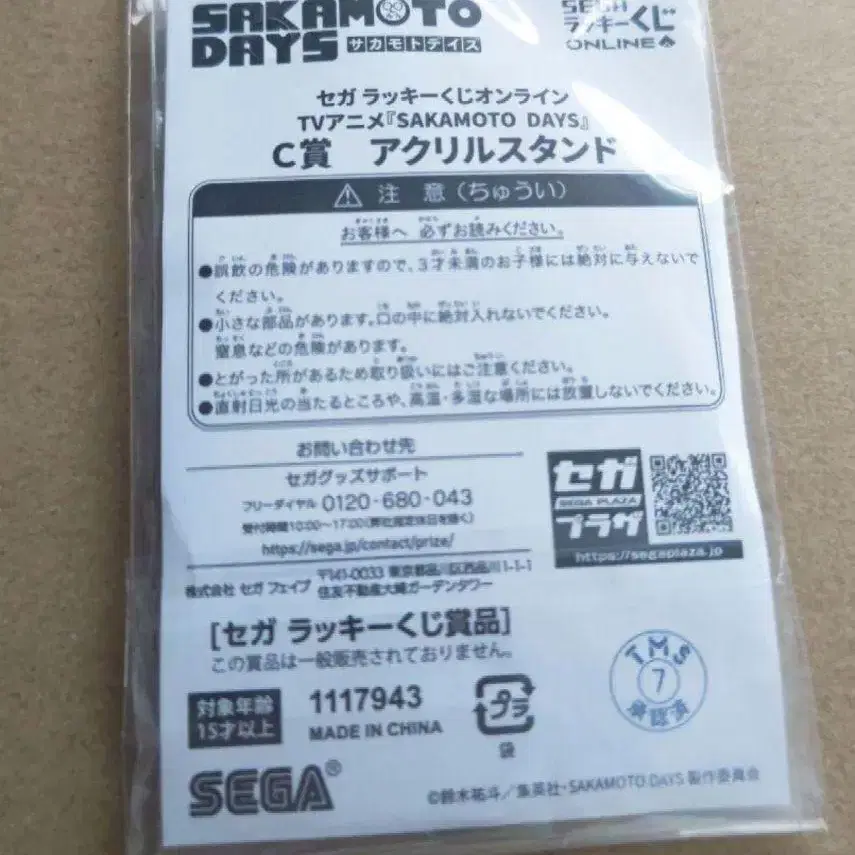 SAKAMOTO
DAYS サカモトデイズ
SEGA
ラッキーくじ
ONLINE
セガ ラッキーくじオンライン
TVアニメ『SAKAMOTO DAYS』
C賞 アクリルスタンド
注意(ちゅうい)
お客様へ 必ずお読みください。
●誤飲の危険がありますので、3才未満のお子様には絶対に与えないで
ください。
●小さな部品があります。口の中に絶対入れないでください。
窒息などの危険があります。
●とがった所があるため取り扱いにはご注意ください。
●直射日光の当たるところや、高温・多湿な場所には放置しないでください。
お問い合わせ先
セガグッズサポート
フリーダイヤル 0120-680-043
受付時間10:00〜17:00(弊社指定休日を除く)
https://sega.jp/contact/prize/
株式会社 セガ フェイブ 〒141-0033 東京都品川区西品川1-1-1
住友不動産大崎ガーデンタワー
セガ
SEGA PLAZA
プラザ
https://segaplaza.jp
[セガ ラッキーくじ賞品]
この賞品は一般販売されておりません。
対象年齢
15才以上
1117943
MADE IN CHINA
プラ
袋
TMS
7
承認済
SEGA®
©鈴木祐斗/集英社・SAKAMOTO DAYS 製作委員会